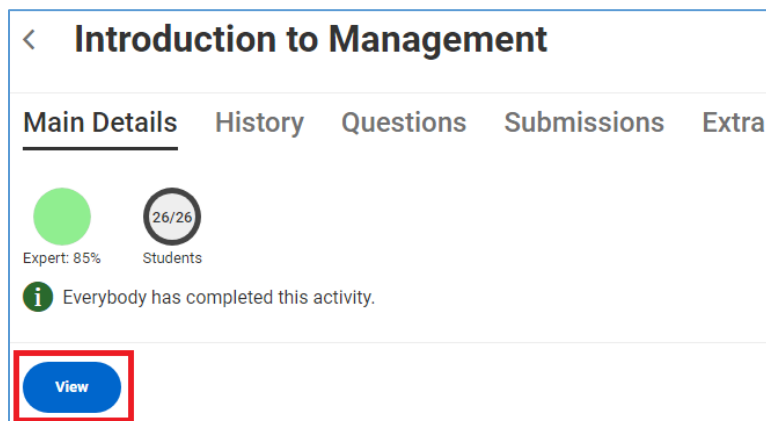 Introduction to Management
Main Details History Questions Submissions Extra
26/26
Expert: 85% Students
i Everybody has completed this activity.
View